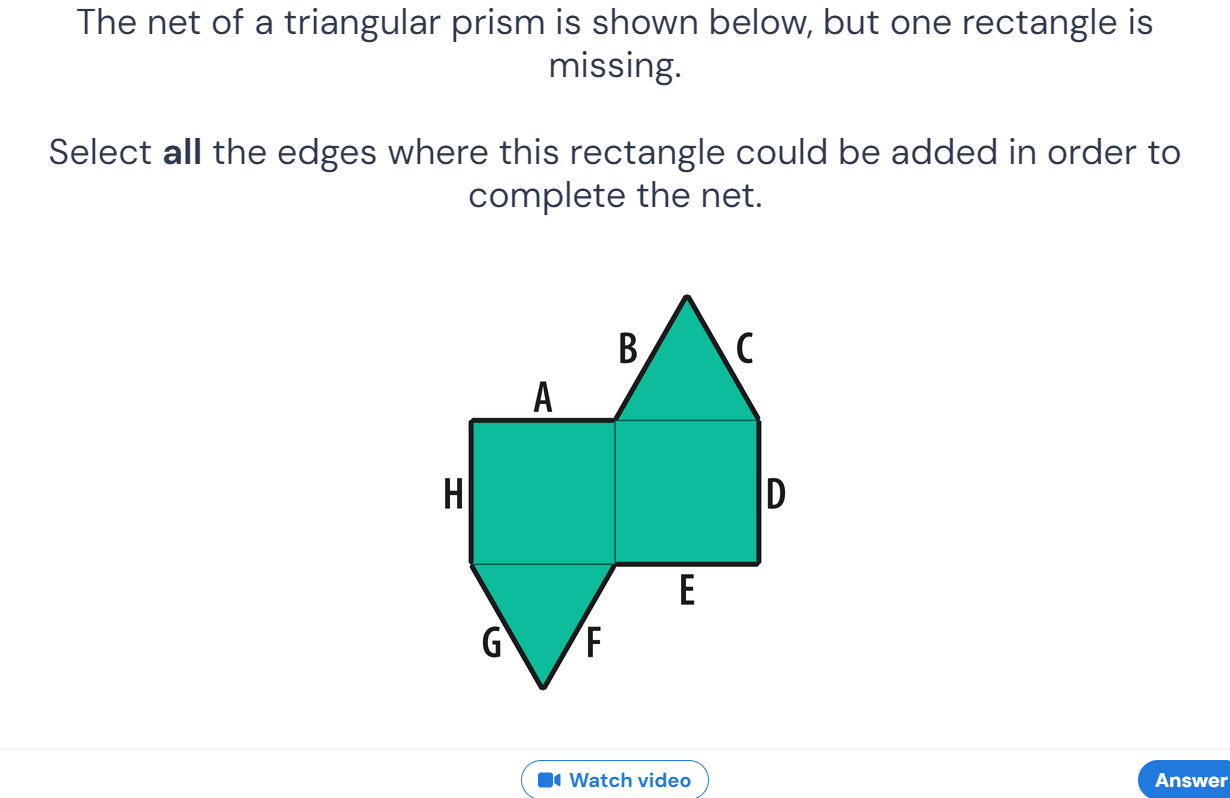 The net of a triangular prism is shown below, but one rectangle is
missing.
Select all the edges where this rectangle could be added in order to
complete the net.
B
C
A
H
D
E
G
F
Watch video
Answer